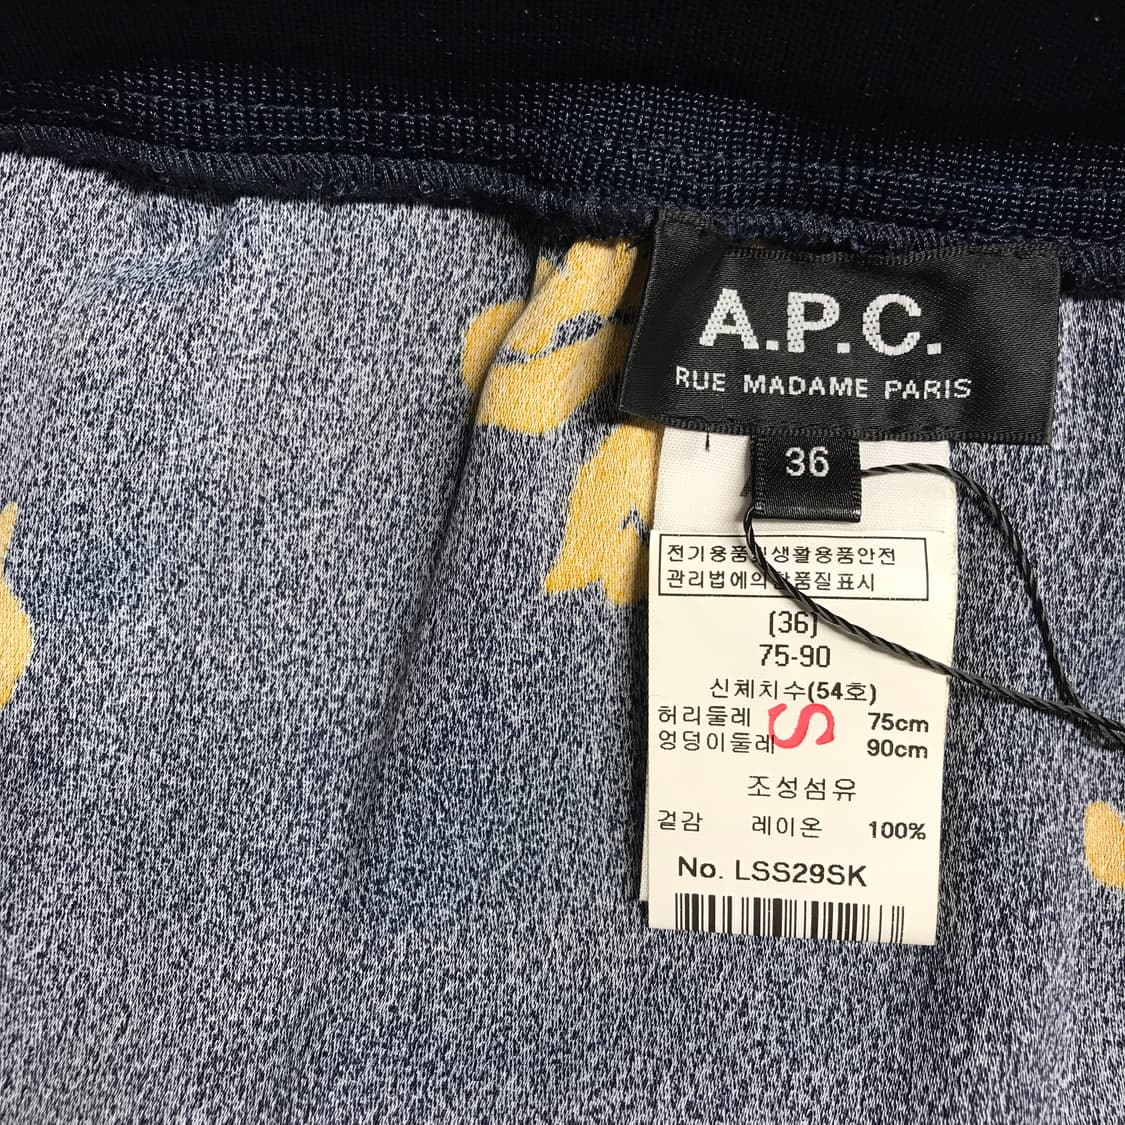 A.P.C.
RUE MADAME PARIS
36
전기용품및생활용품안전
관리법에의한품질표시
(36)
75-90
신체치수(54호)
허리둘레 75cm
엉덩이둘레 90cm
S
조성섬유
겉감 레이온 100%
No. LSS29SK